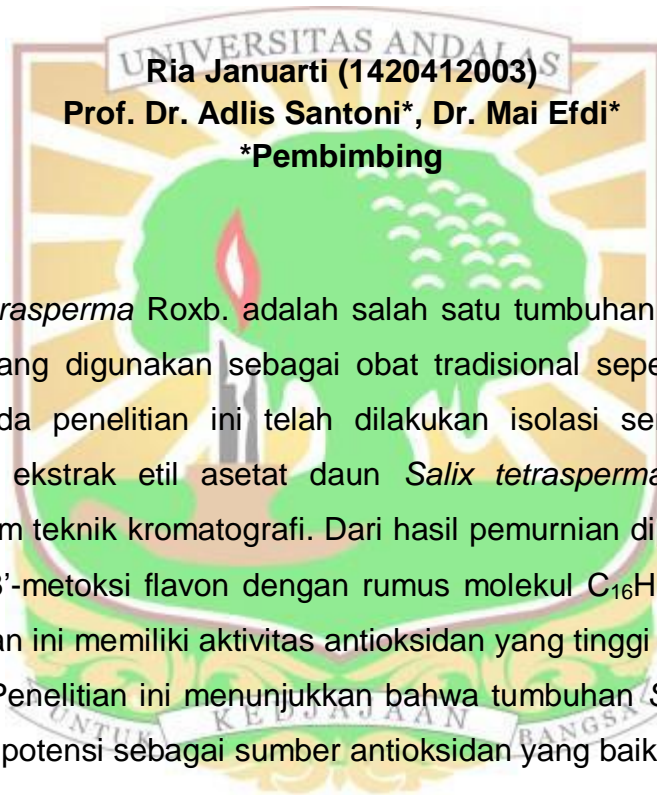 UNIVERSITAS ANDALAS
Ria Januarti (1420412003)
Prof. Dr. Adlis Santoni*, Dr. Mai Efdi*
*Pembimbing
rasperma Roxb. adalah salah satu tumbuhan
ang digunakan sebagai obat tradisional sepe
da penelitian ini telah dilakukan isolasi se
ekstrak etil asetat daun Salix tetrasperma
m teknik kromatografi. Dari hasil pemurnian di
3'-metoksi flavon dengan rumus molekul C₁₆H
an ini memiliki aktivitas antioksidan yang tinggi
Penelitian ini menunjukkan bahwa tumbuhan S
UNTUK KEDJAJAAN BANGSA
potensi sebagai sumber antioksidan yang baik